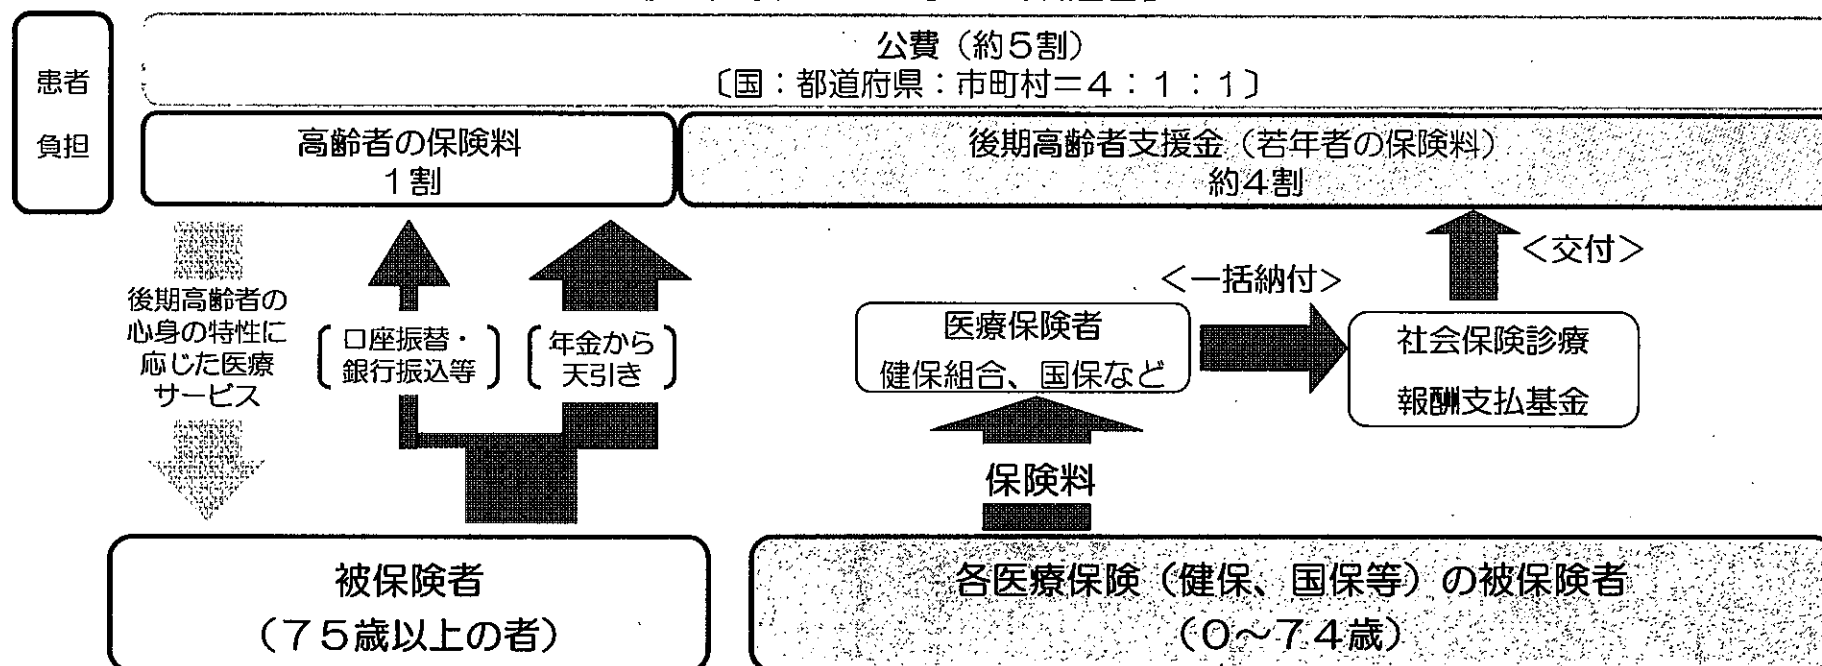 公費（約５割）
〔国：都道府県：市町村＝４：１：１〕
患者
負担
高齢者の保険料
１割
後期高齢者支援金（若年者の保険料）
約４割
後期高齢者の
心身の特性に
応じた医療
サービス
口座振替・
銀行振込等
年金から
天引き
＜一括納付＞
＜交付＞
医療保険者
健保組合、国保など
社会保険診療
報酬支払基金
保険料
被保険者
（７５歳以上の者）
各医療保険（健保、国保等）の被保険者
（０～７４歳）